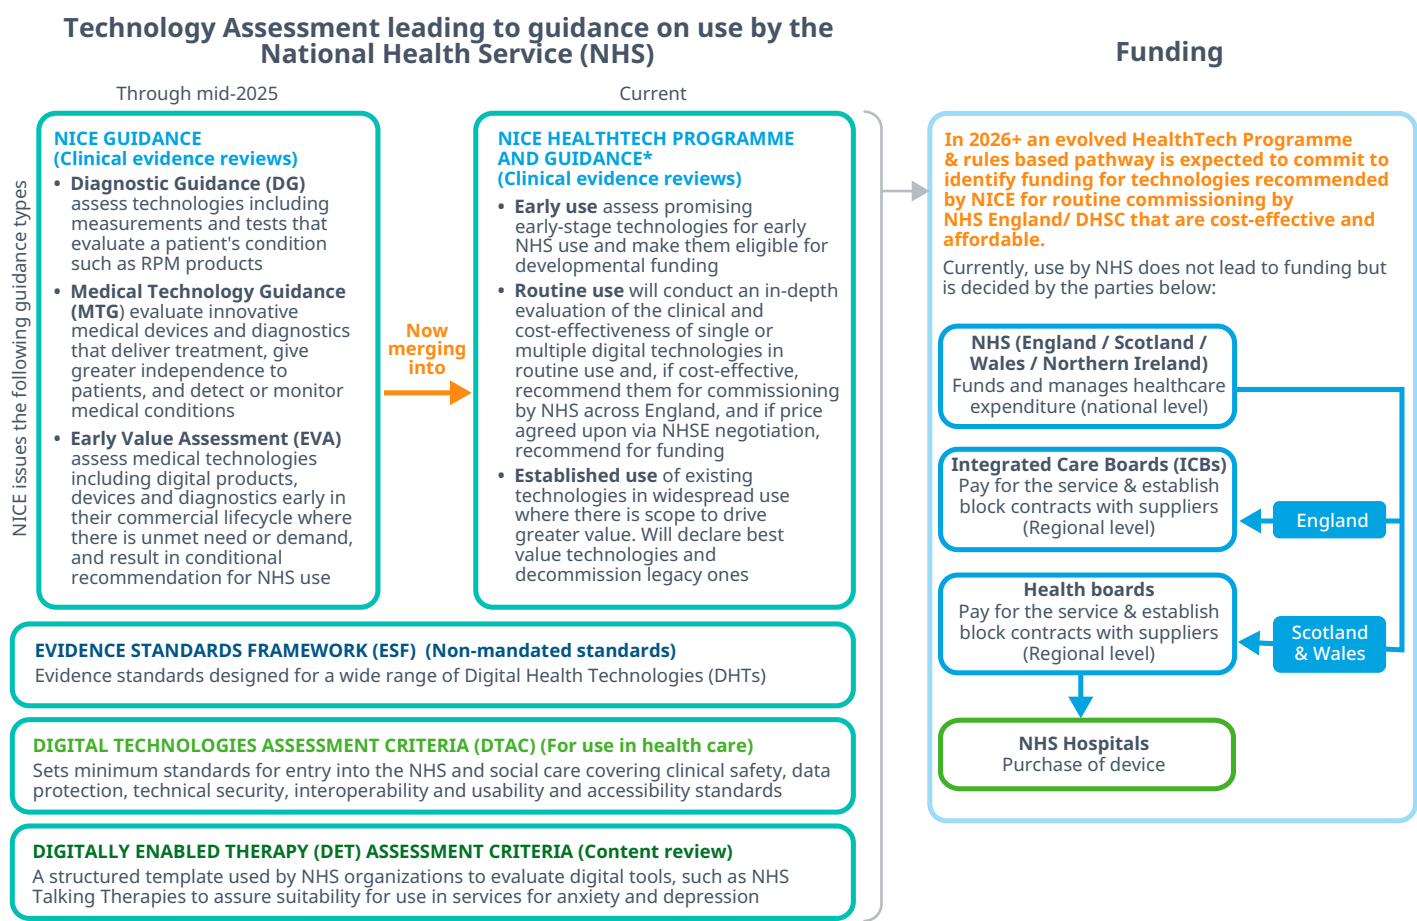 Technology Assessment leading to guidance on use by the
National Health Service (NHS)
Through mid-2025
Current
NICE issues the following guidance types
NICE GUIDANCE
(Clinical evidence reviews)
• Diagnostic Guidance (DG)
assess technologies including
measurements and tests that
evaluate a patient's condition
such as RPM products
• Medical Technology Guidance
(MTG) evaluate innovative
medical devices and diagnostics
that deliver treatment, give
greater independence to
patients, and detect or monitor
medical conditions
• Early Value Assessment (EVA)
assess medical technologies
including digital products,
devices and diagnostics early in
their commercial lifecycle where
there is unmet need or demand,
and result in conditional
recommendation for NHS use
Now
merging
into
NICE HEALTHTECH PROGRAMME
AND GUIDANCE*
(Clinical evidence reviews)
• Early use assess promising
early-stage technologies for early
NHS use and make them eligible for
developmental funding
• Routine use will conduct an in-depth
evaluation of the clinical and
cost-effectiveness of single or
multiple digital technologies in
routine use and, if cost-effective,
recommend them for commissioning
by NHS across England, and if price
agreed upon via NHSE negotiation,
recommend for funding
• Established use of existing
technologies in widespread use
where there is scope to drive
greater value. Will declare best
value technologies and
decommission legacy ones
EVIDENCE STANDARDS FRAMEWORK (ESF) (Non-mandated standards)
Evidence standards designed for a wide range of Digital Health Technologies (DHTs)
DIGITAL TECHNOLOGIES ASSESSMENT CRITERIA (DTAC) (For use in health care)
Sets minimum standards for entry into the NHS and social care covering clinical safety, data
protection, technical security, interoperability and usability and accessibility standards
DIGITALLY ENABLED THERAPY (DET) ASSESSMENT CRITERIA (Content review)
A structured template used by NHS organizations to evaluate digital tools, such as NHS
Talking Therapies to assure suitability for use in services for anxiety and depression
Funding
In 2026+ an evolved HealthTech Programme
& rules based pathway is expected to commit to
identify funding for technologies recommended
by NICE for routine commissioning by
NHS England/ DHSC that are cost-effective and
affordable.
Currently, use by NHS does not lead to funding but
is decided by the parties below:
NHS (England / Scotland /
Wales / Northern Ireland)
Funds and manages healthcare
expenditure (national level)
Integrated Care Boards (ICBs)
Pay for the service & establish
block contracts with suppliers
(Regional level)
England
Health boards
Pay for the service & establish
block contracts with suppliers
(Regional level)
Scotland
& Wales
NHS Hospitals
Purchase of device